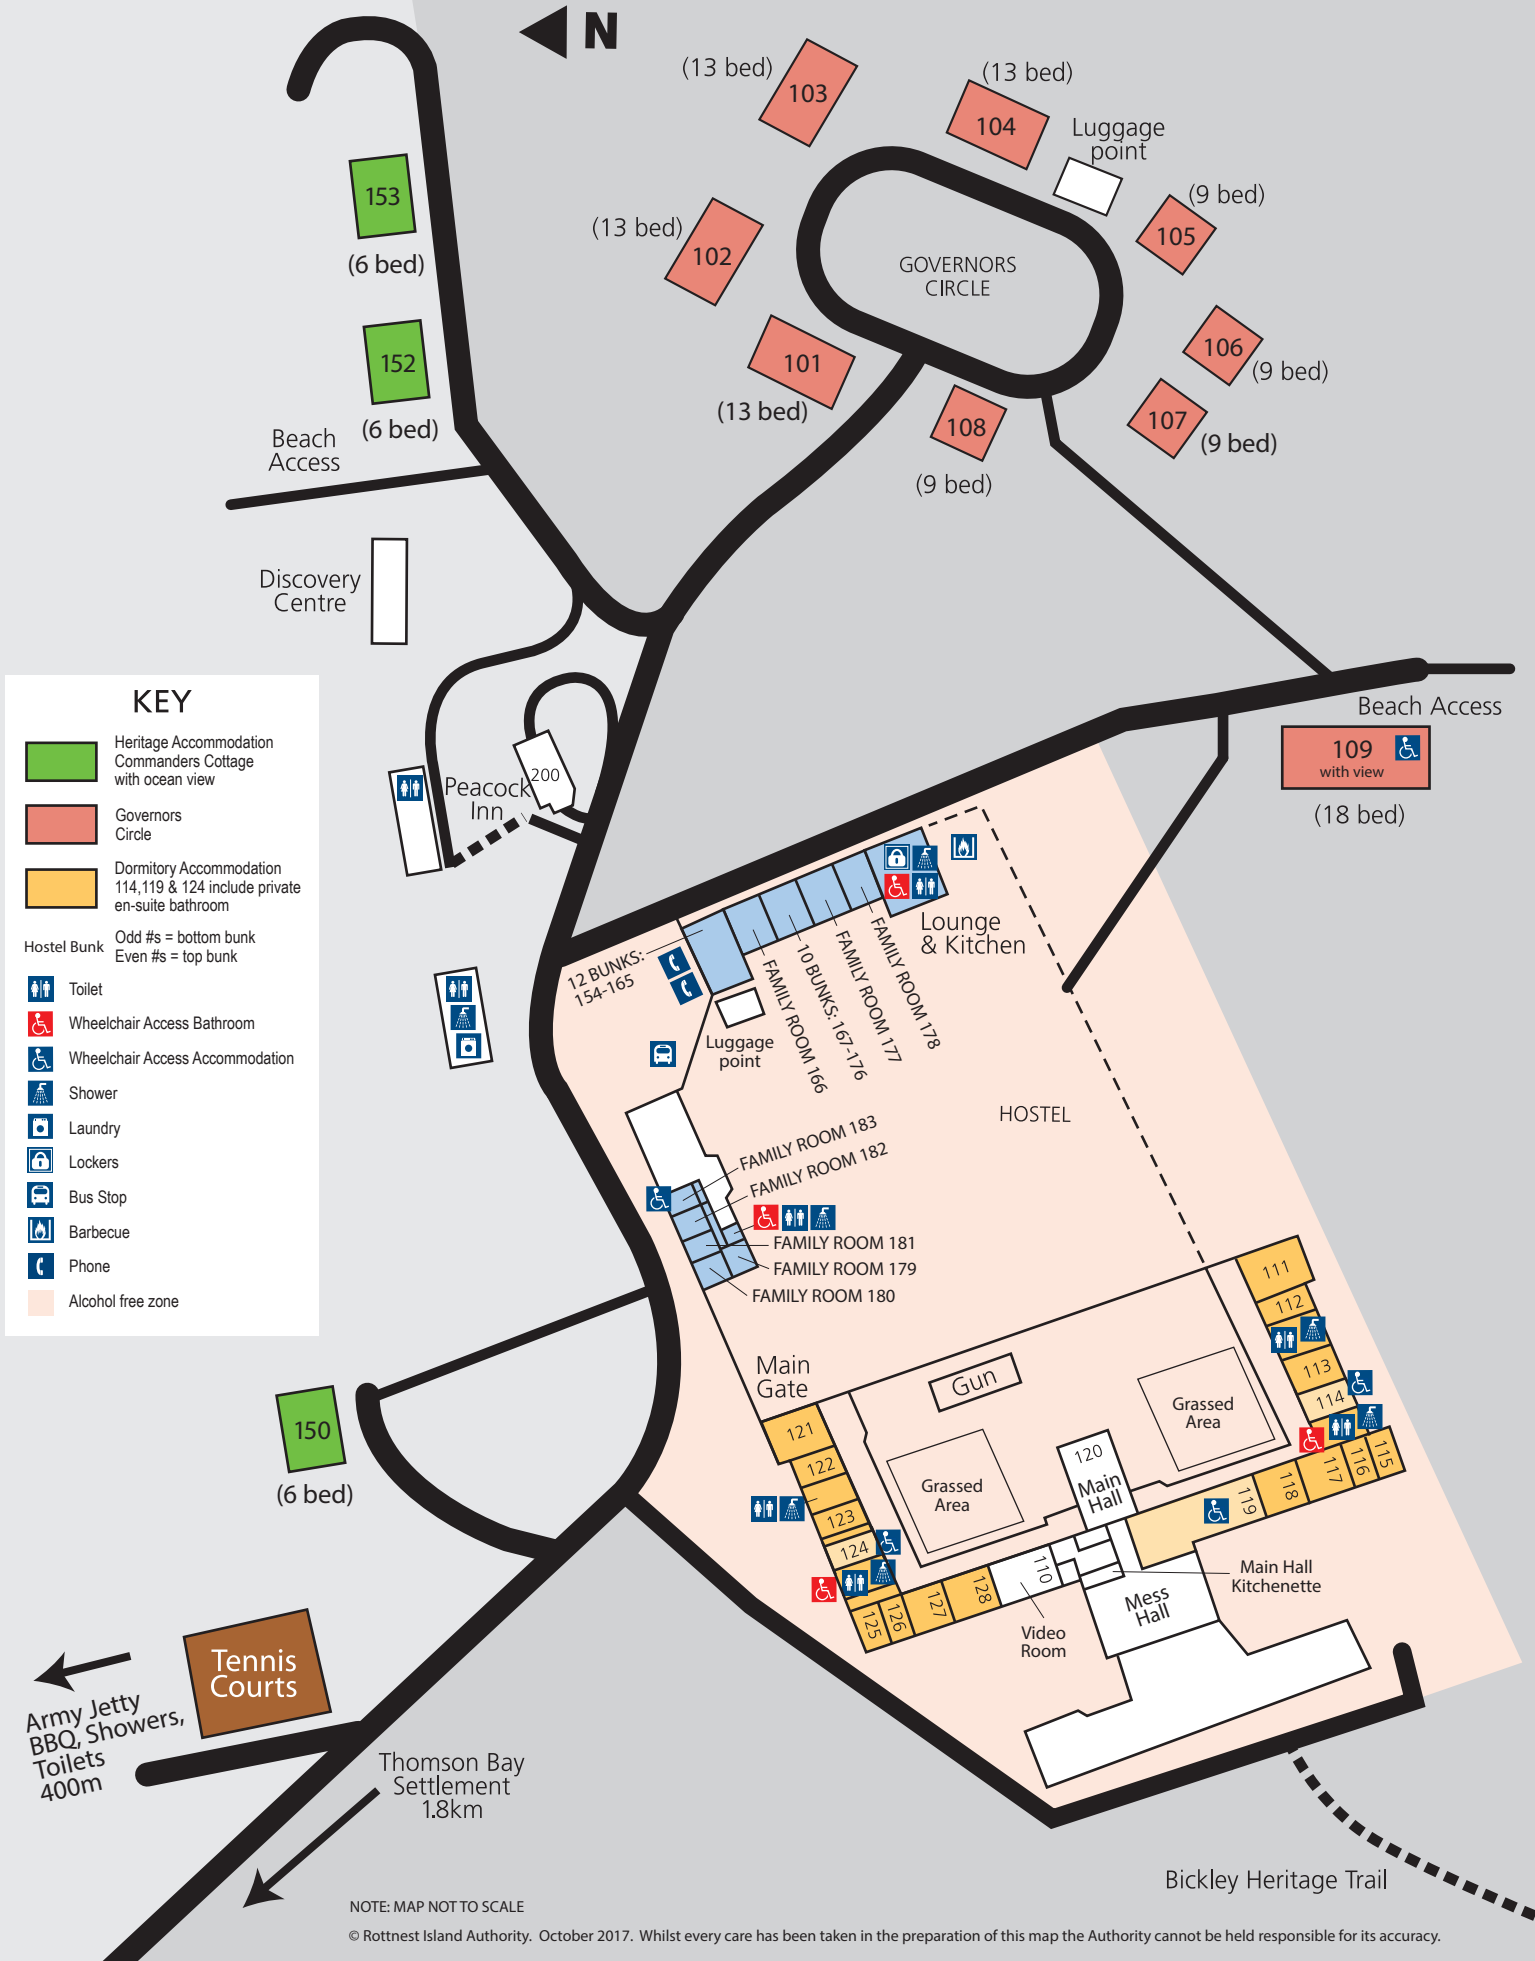 N
(13 bed)
103
(13 bed)
104
Luggage
point
153
(6 bed)
(13 bed)
102
(9 bed)
105
GOVERNORS
CIRCLE
152
(6 bed)
101
(13 bed)
106
(9 bed)
107
(9 bed)
108
(9 bed)
Beach
Access
Discovery
Centre
Beach Access
109
with view
(18 bed)
KEY
Heritage Accommodation
Commanders Cottage
with ocean view
Governors
Circle
Dormitory Accommodation
114,119 & 124 include private
en-suite bathroom
Hostel Bunk
Odd #s = bottom bunk
Even #s = top bunk
Toilet
Wheelchair Access Bathroom
Wheelchair Access Accommodation
Shower
Laundry
Lockers
Bus Stop
Barbecue
Phone
Alcohol free zone
200
Peacock
Inn
Lounge
& Kitchen
12 BUNKS:
154-165
FAMILY ROOM 166
10 BUNKS: 167-176
FAMILY ROOM 177
FAMILY ROOM 178
Luggage
point
HOSTEL
FAMILY ROOM 183
FAMILY ROOM 182
FAMILY ROOM 181
FAMILY ROOM 179
FAMILY ROOM 180
Main
Gate
Gun
Grassed
Area
Grassed
Area
111
112
113
114
115
116
117
118
119
120
Main
Hall
121
122
123
124
125
126
127
128
110
Video
Room
Mess
Hall
Main Hall
Kitchenette
150
(6 bed)
Tennis
Courts
Army Jetty
BBQ, Showers,
Toilets
400m
Thomson Bay
Settlement
1.8km
Bickley Heritage Trail
NOTE: MAP NOT TO SCALE
© Rottnest Island Authority. October 2017. Whilst every care has been taken in the preparation of this map the Authority cannot be held responsible for its accuracy.